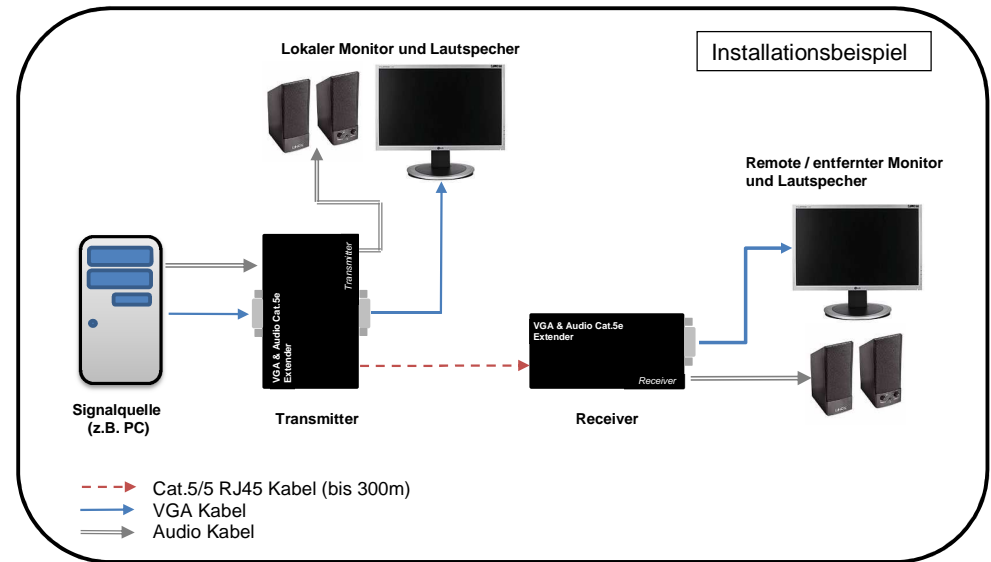 Lokaler Monitor und Lautspecher
Installationsbeispiel
Remote / entfernter Monitor
und Lautspecher
Transmitter
VGA & Audio Cat.5e
Extender
VGA & Audio Cat.5e
Extender
Receiver
Signalquelle
(z.B. PC)
Transmitter
Receiver
Cat.5/5 RJ45 Kabel (bis 300m)
VGA Kabel
Audio Kabel